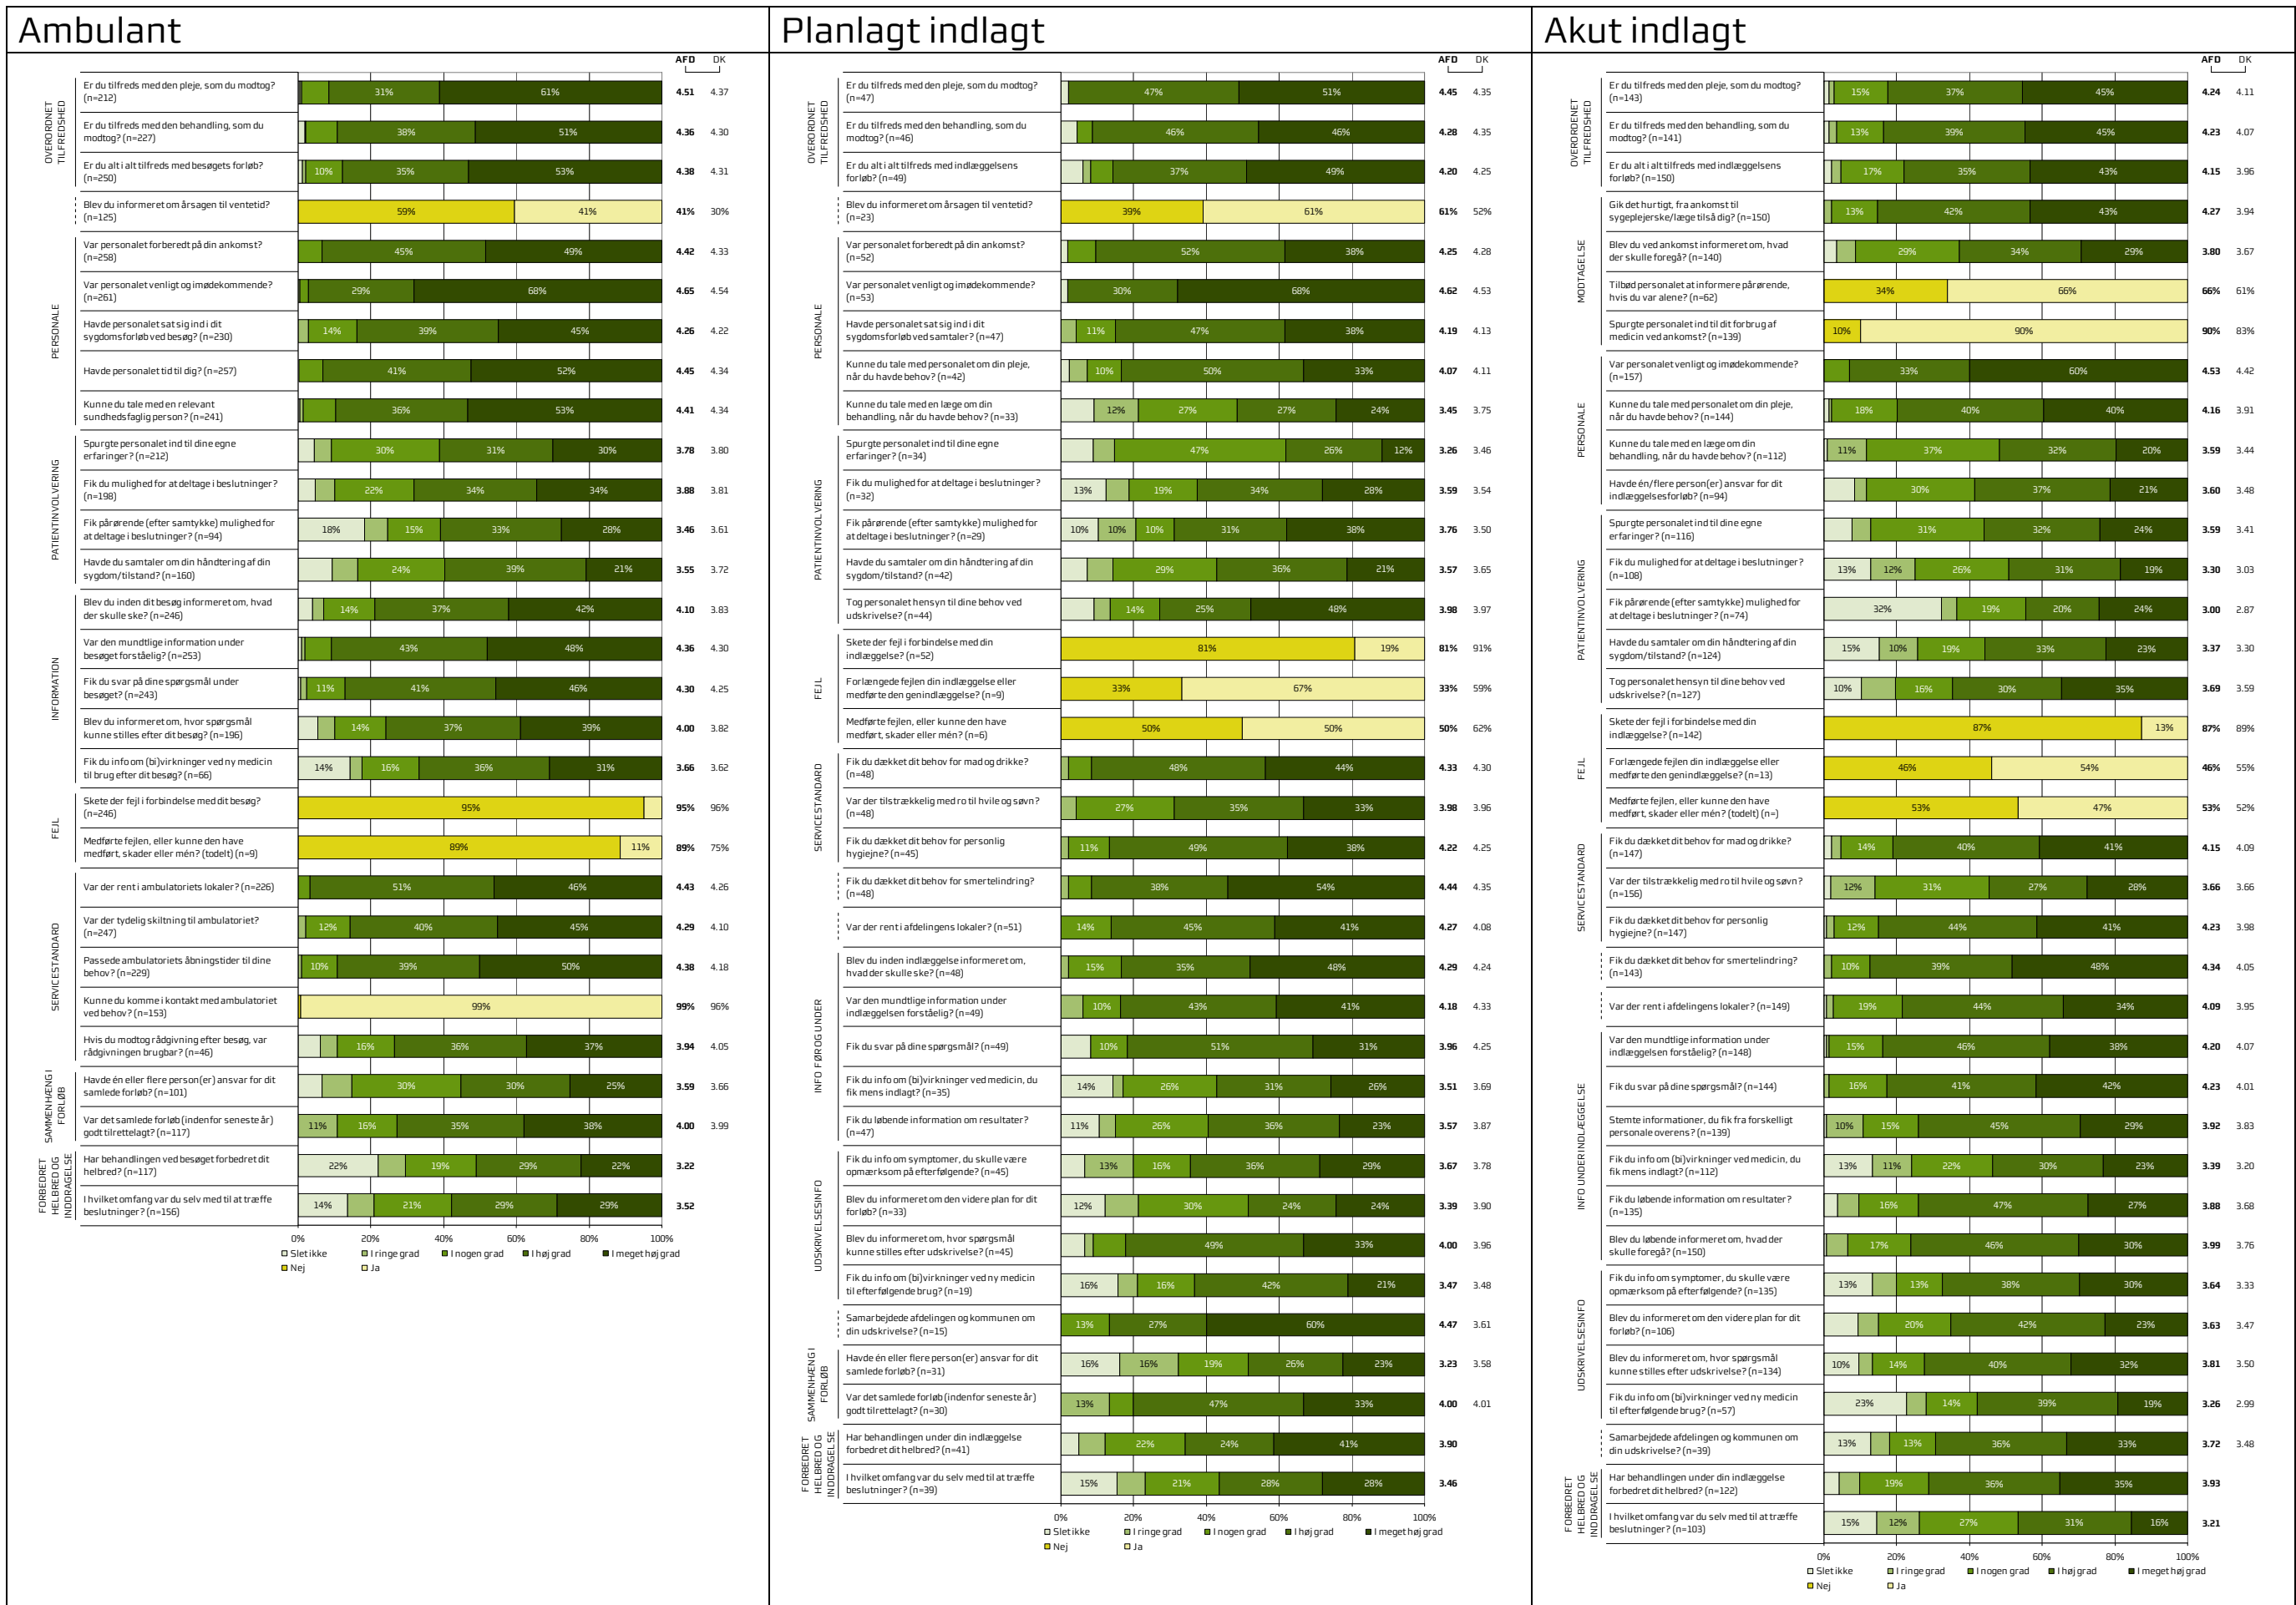 Ambulant
AFD DK
OVERORDNET
TILFREDSHED
Er du tilfreds med den pleje, som du modtog?
(n=212)
31% 61% 4.51 4.37
Er du tilfreds med den behandling, som du
modtog? (n=227)
38% 51% 4.36 4.30
Er du alt i alt tilfreds med besøgets forløb?
(n=250)
10% 35% 53% 4.38 4.31
Blev du informeret om årsagen til ventetid?
(n=125)
59% 41% 41% 30%
PERSONALE
Var personalet forberedt på din ankomst?
(n=258)
45% 49% 4.42 4.33
Var personalet venligt og imødekommende?
(n=261)
29% 68% 4.65 4.54
Havde personalet sat sig ind i dit
sygdomsforløb ved besøg? (n=230)
14% 39% 45% 4.26 4.22
Havde personalet tid til dig? (n=257)
41% 52% 4.45 4.34
Kunne du tale med en relevant
sundhedsfaglig person? (n=241)
36% 53% 4.41 4.34
PATIENTINVOLVERING
Spurgte personalet ind til dine egne
erfaringer? (n=212)
30% 31% 30% 3.78 3.80
Fik du mulighed for at deltage i beslutninger?
(n=198)
22% 34% 34% 3.88 3.81
Fik pårørende (efter samtykke) mulighed for
at deltage i beslutninger? (n=94)
18% 15% 33% 28% 3.46 3.61
Havde du samtaler om din håndtering af din
sygdom/tilstand? (n=160)
24% 39% 21% 3.55 3.72
INFORMATION
Blev du inden dit besøg informeret om, hvad
der skulle ske? (n=246)
14% 37% 42% 4.10 3.83
Var den mundtlige information under
besøget forståelig? (n=253)
43% 48% 4.36 4.30
Fik du svar på dine spørgsmål under
besøget? (n=243)
11% 41% 46% 4.30 4.25
Blev du informeret om, hvor spørgsmål
kunne stilles efter dit besøg? (n=196)
14% 37% 39% 4.00 3.82
Fik du info om (bi)virkninger ved ny medicin
til brug efter dit besøg? (n=66)
14% 16% 36% 31% 3.66 3.62
FEJL
Skete der fejl i forbindelse med dit besøg?
(n=246)
95% 95% 96%
Medførte fejlen, eller kunne den have
medført, skader eller mén? (todelt) (n=9)
89% 11% 89% 75%
SERVICESTANDARD
Var der rent i ambulatoriets lokaler? (n=226)
51% 46% 4.43 4.26
Var der tydelig skiltning til ambulatoriet?
(n=247)
12% 40% 45% 4.29 4.10
Passede ambulatoriets åbningstider til dine
behov? (n=229)
10% 39% 50% 4.38 4.18
Kunne du komme i kontakt med ambulatoriet
ved behov? (n=153)
99% 99% 96%
Hvis du modtog rådgivning efter besøg, var
rådgivningen brugbar? (n=46)
16% 36% 37% 3.94 4.05
SAMMENHÆNG I
FORLØB
Havde én eller flere person(er) ansvar for dit
samlede forløb? (n=101)
30% 30% 25% 3.59 3.66
Var det samlede forløb (indenfor seneste år)
godt tilrettelagt? (n=117)
11% 16% 35% 38% 4.00 3.99
FORBEDRET
HELBRED OG
INDDRAGELSE
Har behandlingen ved besøget forbedret dit
helbred? (n=117)
22% 19% 29% 22% 3.22
I hvilket omfang var du selv med til at træffe
beslutninger? (n=156)
14% 21% 29% 29% 3.52
0% 20% 40% 60% 80% 100%
Slet ikke I ringe grad I nogen grad I høj grad I meget høj grad
Nej Ja
Planlagt indlagt
AFD DK
OVERORDNET
TILFREDSHED
Er du tilfreds med den pleje, som du modtog?
(n=47)
47% 51% 4.45 4.35
Er du tilfreds med den behandling, som du
modtog? (n=46)
46% 46% 4.28 4.35
Er du alt i alt tilfreds med indlæggelsens
forløb? (n=49)
37% 49% 4.20 4.25
Blev du informeret om årsagen til ventetid?
(n=23)
39% 61% 61% 52%
PERSONALE
Var personalet forberedt på din ankomst?
(n=52)
52% 38% 4.25 4.28
Var personalet venligt og imødekommende?
(n=53)
30% 68% 4.62 4.53
Havde personalet sat sig ind i dit
sygdomsforløb ved samtaler? (n=47)
11% 47% 38% 4.19 4.13
Kunne du tale med personalet om din pleje,
når du havde behov? (n=42)
10% 50% 33% 4.07 4.11
Kunne du tale med en læge om din
behandling, når du havde behov? (n=33)
12% 27% 27% 24% 3.45 3.75
PATIENTINVOLVERING
Spurgte personalet ind til dine egne
erfaringer? (n=34)
47% 26% 12% 3.26 3.46
Fik du mulighed for at deltage i beslutninger?
(n=32)
13% 19% 34% 28% 3.59 3.54
Fik pårørende (efter samtykke) mulighed for
at deltage i beslutninger? (n=29)
10% 10% 10% 31% 38% 3.76 3.50
Havde du samtaler om din håndtering af din
sygdom/tilstand? (n=42)
29% 36% 21% 3.57 3.65
Tog personalet hensyn til dine behov ved
udskrivelse? (n=44)
14% 25% 48% 3.98 3.97
FEJL
Skete der fejl i forbindelse med din
indlæggelse? (n=52)
81% 19% 81% 91%
Forlængede fejlen din indlæggelse eller
medførte den genindlæggelse? (n=9)
33% 67% 33% 59%
Medførte fejlen, eller kunne den have
medført, skader eller mén? (n=6)
50% 50% 50% 62%
SERVICESTANDARD
Fik du dækket dit behov for mad og drikke?
(n=48)
48% 44% 4.33 4.30
Var der tilstrækkelig med ro til hvile og søvn?
(n=48)
27% 35% 33% 3.98 3.96
Fik du dækket dit behov for personlig
hygiejne? (n=45)
11% 49% 38% 4.22 4.25
Fik du dækket dit behov for smertelindring?
(n=48)
38% 54% 4.44 4.35
Var der rent i afdelingens lokaler? (n=51)
14% 45% 41% 4.27 4.08
INFO FØR OG UNDER
Blev du inden indlæggelse informeret om,
hvad der skulle ske? (n=48)
15% 35% 48% 4.29 4.24
Var den mundtlige information under
indlæggelsen forståelig? (n=49)
10% 43% 41% 4.18 4.33
Fik du svar på dine spørgsmål? (n=49)
10% 51% 31% 3.96 4.25
Fik du info om (bi)virkninger ved medicin, du
fik mens indlagt? (n=35)
14% 26% 31% 26% 3.51 3.69
Fik du løbende information om resultater?
(n=47)
11% 26% 36% 23% 3.57 3.87
UDSKRIVELSESINFO
Fik du info om symptomer, du skulle være
opmærksom på efterfølgende? (n=45)
13% 16% 36% 29% 3.67 3.78
Blev du informeret om den videre plan for dit
forløb? (n=33)
12% 30% 24% 24% 3.39 3.90
Blev du informeret om, hvor spørgsmål
kunne stilles efter udskrivelse? (n=45)
49% 33% 4.00 3.96
Fik du info om (bi)virkninger ved ny medicin
til efterfølgende brug? (n=19)
16% 16% 42% 21% 3.47 3.48
Samarbejdede afdelingen og kommunen om
din udskrivelse? (n=15)
13% 27% 60% 4.47 3.61
SAMMENHÆNG I
FORLØB
Havde én eller flere person(er) ansvar for dit
samlede forløb? (n=31)
16% 16% 19% 26% 23% 3.23 3.58
Var det samlede forløb (indenfor seneste år)
godt tilrettelagt? (n=30)
13% 47% 33% 4.00 4.01
FORBEDRET
HELBRED OG
INDDRAGELSE
Har behandlingen under din indlæggelse
forbedret dit helbred? (n=41)
22% 24% 41% 3.90
I hvilket omfang var du selv med til at træffe
beslutninger? (n=39)
15% 21% 28% 28% 3.46
0% 20% 40% 60% 80% 100%
Slet ikke I ringe grad I nogen grad I høj grad I meget høj grad
Nej Ja
Akut indlagt
AFD DK
OVERORDENET
TILFREDSHED
Er du tilfreds med den pleje, som du modtog?
(n=143)
15% 37% 45% 4.24 4.11
Er du tilfreds med den behandling, som du
modtog? (n=141)
13% 39% 45% 4.23 4.07
Er du alt i alt tilfreds med indlæggelsens
forløb? (n=150)
17% 35% 43% 4.15 3.96
MODTAGELSE
Gik det hurtigt, fra ankomst til
sygeplejerske/læge tilså dig? (n=150)
13% 42% 43% 4.27 3.94
Blev du ved ankomst informeret om, hvad
der skulle foregå? (n=140)
29% 34% 29% 3.80 3.67
Tilbød personalet at informere pårørende,
hvis du var alene? (n=62)
34% 66% 66% 61%
Spurgte personalet ind til dit forbrug af
medicin ved ankomst? (n=139)
10% 90% 90% 83%
PERSONALE
Var personalet venligt og imødekommende?
(n=157)
33% 60% 4.53 4.42
Kunne du tale med personalet om din pleje,
når du havde behov? (n=144)
18% 40% 40% 4.16 3.91
Kunne du tale med en læge om din
behandling, når du havde behov? (n=112)
11% 37% 32% 20% 3.59 3.44
Havde én/flere person(er) ansvar for dit
indlæggelsesforløb? (n=94)
30% 37% 21% 3.60 3.48
PATIENTINVOLVERING
Spurgte personalet ind til dine egne
erfaringer? (n=116)
31% 32% 24% 3.59 3.41
Fik du mulighed for at deltage i beslutninger?
(n=108)
13% 12% 26% 31% 19% 3.30 3.03
Fik pårørende (efter samtykke) mulighed for
at deltage i beslutninger? (n=74)
32% 19% 20% 24% 3.00 2.87
Havde du samtaler om din håndtering af din
sygdom/tilstand? (n=124)
15% 10% 19% 33% 23% 3.37 3.30
Tog personalet hensyn til dine behov ved
udskrivelse? (n=127)
10% 16% 30% 35% 3.69 3.59
FEJL
Skete der fejl i forbindelse med din
indlæggelse? (n=142)
87% 13% 87% 89%
Forlængede fejlen din indlæggelse eller
medførte den genindlæggelse? (n=13)
46% 54% 46% 55%
Medførte fejlen, eller kunne den have
medført, skader eller mén? (todelt) (n=)
53% 47% 53% 52%
SERVICESTANDARD
Fik du dækket dit behov for mad og drikke?
(n=147)
14% 40% 41% 4.15 4.09
Var der tilstrækkelig med ro til hvile og søvn?
(n=156)
12% 31% 27% 28% 3.66 3.66
Fik du dækket dit behov for personlig
hygiejne? (n=147)
12% 44% 41% 4.23 3.98
Fik du dækket dit behov for smertelindring?
(n=143)
10% 39% 48% 4.34 4.05
Var der rent i afdelingens lokaler? (n=149)
19% 44% 34% 4.09 3.95
INFO UNDER INDLÆGGELSE
Var den mundtlige information under
indlæggelsen forståelig? (n=148)
15% 46% 38% 4.20 4.07
Fik du svar på dine spørgsmål? (n=144)
16% 41% 42% 4.23 4.01
Stemte informationer, du fik fra forskelligt
personale overens? (n=139)
10% 15% 45% 29% 3.92 3.83
Fik du info om (bi)virkninger ved medicin, du
fik mens indlagt? (n=112)
13% 11% 22% 30% 23% 3.39 3.20
Fik du løbende information om resultater?
(n=135)
16% 47% 27% 3.88 3.68
Blev du løbende informeret om, hvad der
skulle foregå? (n=150)
17% 46% 30% 3.99 3.76
UDSKRIVELSESINFO
Fik du info om symptomer, du skulle være
opmærksom på efterfølgende? (n=135)
13% 13% 38% 30% 3.64 3.33
Blev du informeret om den videre plan for dit
forløb? (n=106)
20% 42% 23% 3.63 3.47
Blev du informeret om, hvor spørgsmål
kunne stilles efter udskrivelse? (n=134)
10% 14% 40% 32% 3.81 3.50
Fik du info om (bi)virkninger ved ny medicin
til efterfølgende brug? (n=57)
23% 14% 39% 19% 3.26 2.99
Samarbejdede afdelingen og kommunen om
din udskrivelse? (n=39)
13% 13% 36% 33% 3.72 3.48
FORBEDRET
HELBRED OG
INDDRAGELSE
Har behandlingen under din indlæggelse
forbedret dit helbred? (n=122)
19% 36% 35% 3.93
I hvilket omfang var du selv med til at træffe
beslutninger? (n=103)
15% 12% 27% 31% 16% 3.21
0% 20% 40% 60% 80% 100%
Slet ikke I ringe grad I nogen grad I høj grad I meget høj grad
Nej Ja